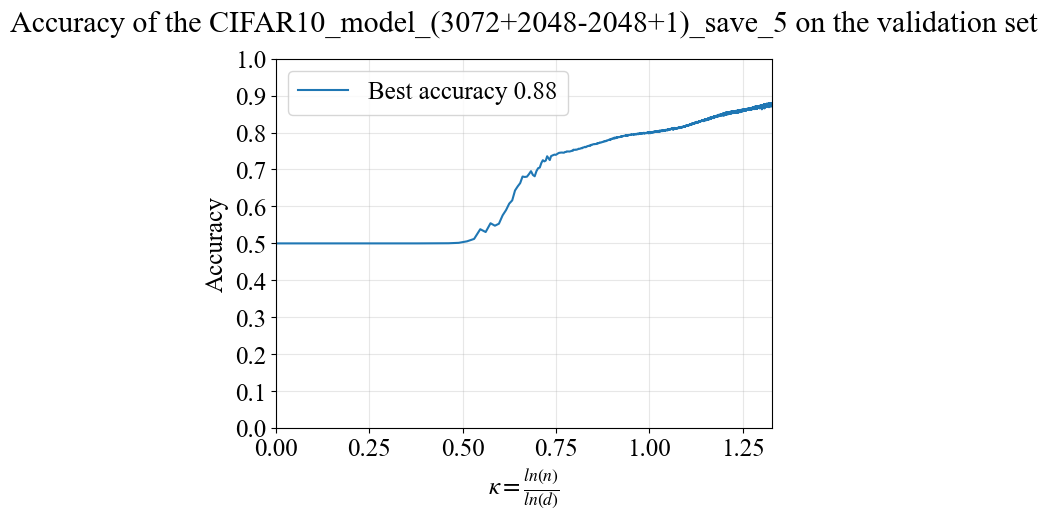 Accuracy of the CIFAR10_model_(3072+2048-2048+1)_save_5 on the validation set
Best accuracy 0.88
Accuracy
1.0
0.9
0.8
0.7
0.6
0.5
0.4
0.3
0.2
0.1
0.0
0.00 0.25 0.50 0.75 1.00 1.25
κ = ln(n)/ln(d)